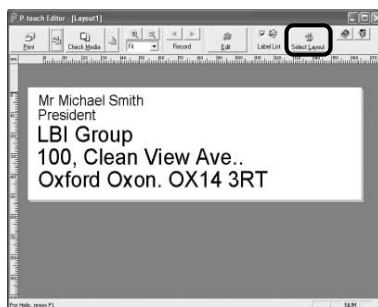 P-touch Editor - [Layout1]
Print Check Media Fit Record Edit Label List Select Layout
Mr Michael Smith
President
LBI Group
100, Clean View Ave..
Oxford Oxon. OX14 3RT
For Help, press F1 NUM